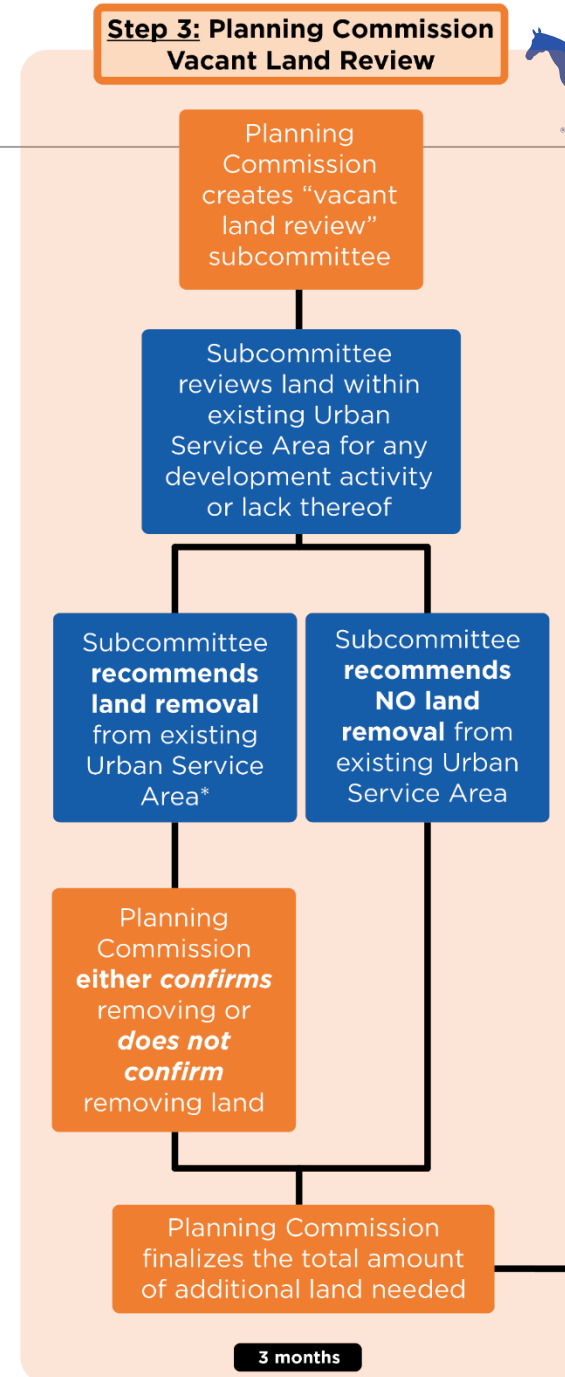 Step 3: Planning Commission
Vacant Land Review
®
Planning
Commission
creates “vacant
land review”
subcommittee
Subcommittee
reviews land within
existing Urban
Service Area for any
development activity
or lack thereof
Subcommittee
recommends
land removal
from existing
Urban Service
Area*
Subcommittee
recommends
NO land
removal from
existing Urban
Service Area
Planning
Commission
either confirms
removing or
does not
confirm
removing land
Planning Commission
finalizes the total amount
of additional land needed
3 months